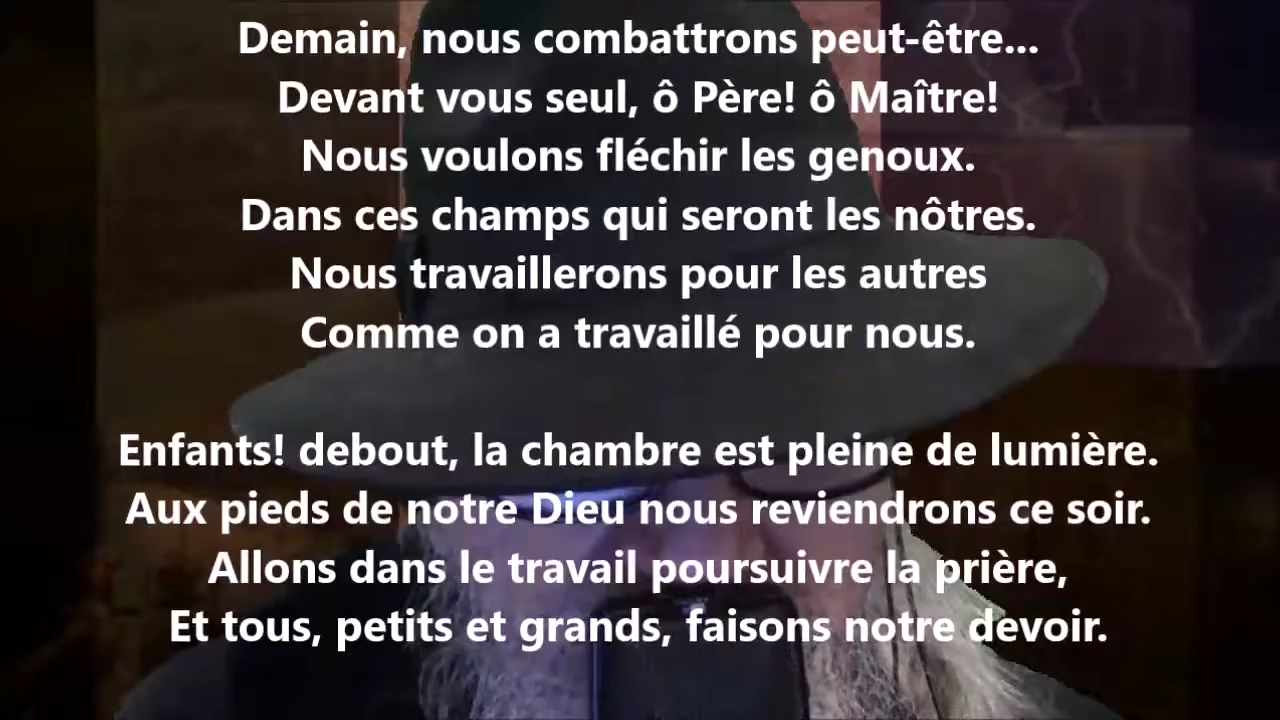 Demain, nous combattrons peut-être...
Devant vous seul, ô Père! ô Maître!
Nous voulons fléchir les genoux.
Dans ces champs qui seront les nôtres.
Nous travaillerons pour les autres
Comme on a travaillé pour nous.
Enfants! debout, la chambre est pleine de lumière.
Aux pieds de notre Dieu nous reviendrons ce soir.
Allons dans le travail poursuivre la prière,
Et tous, petits et grands, faisons notre devoir.